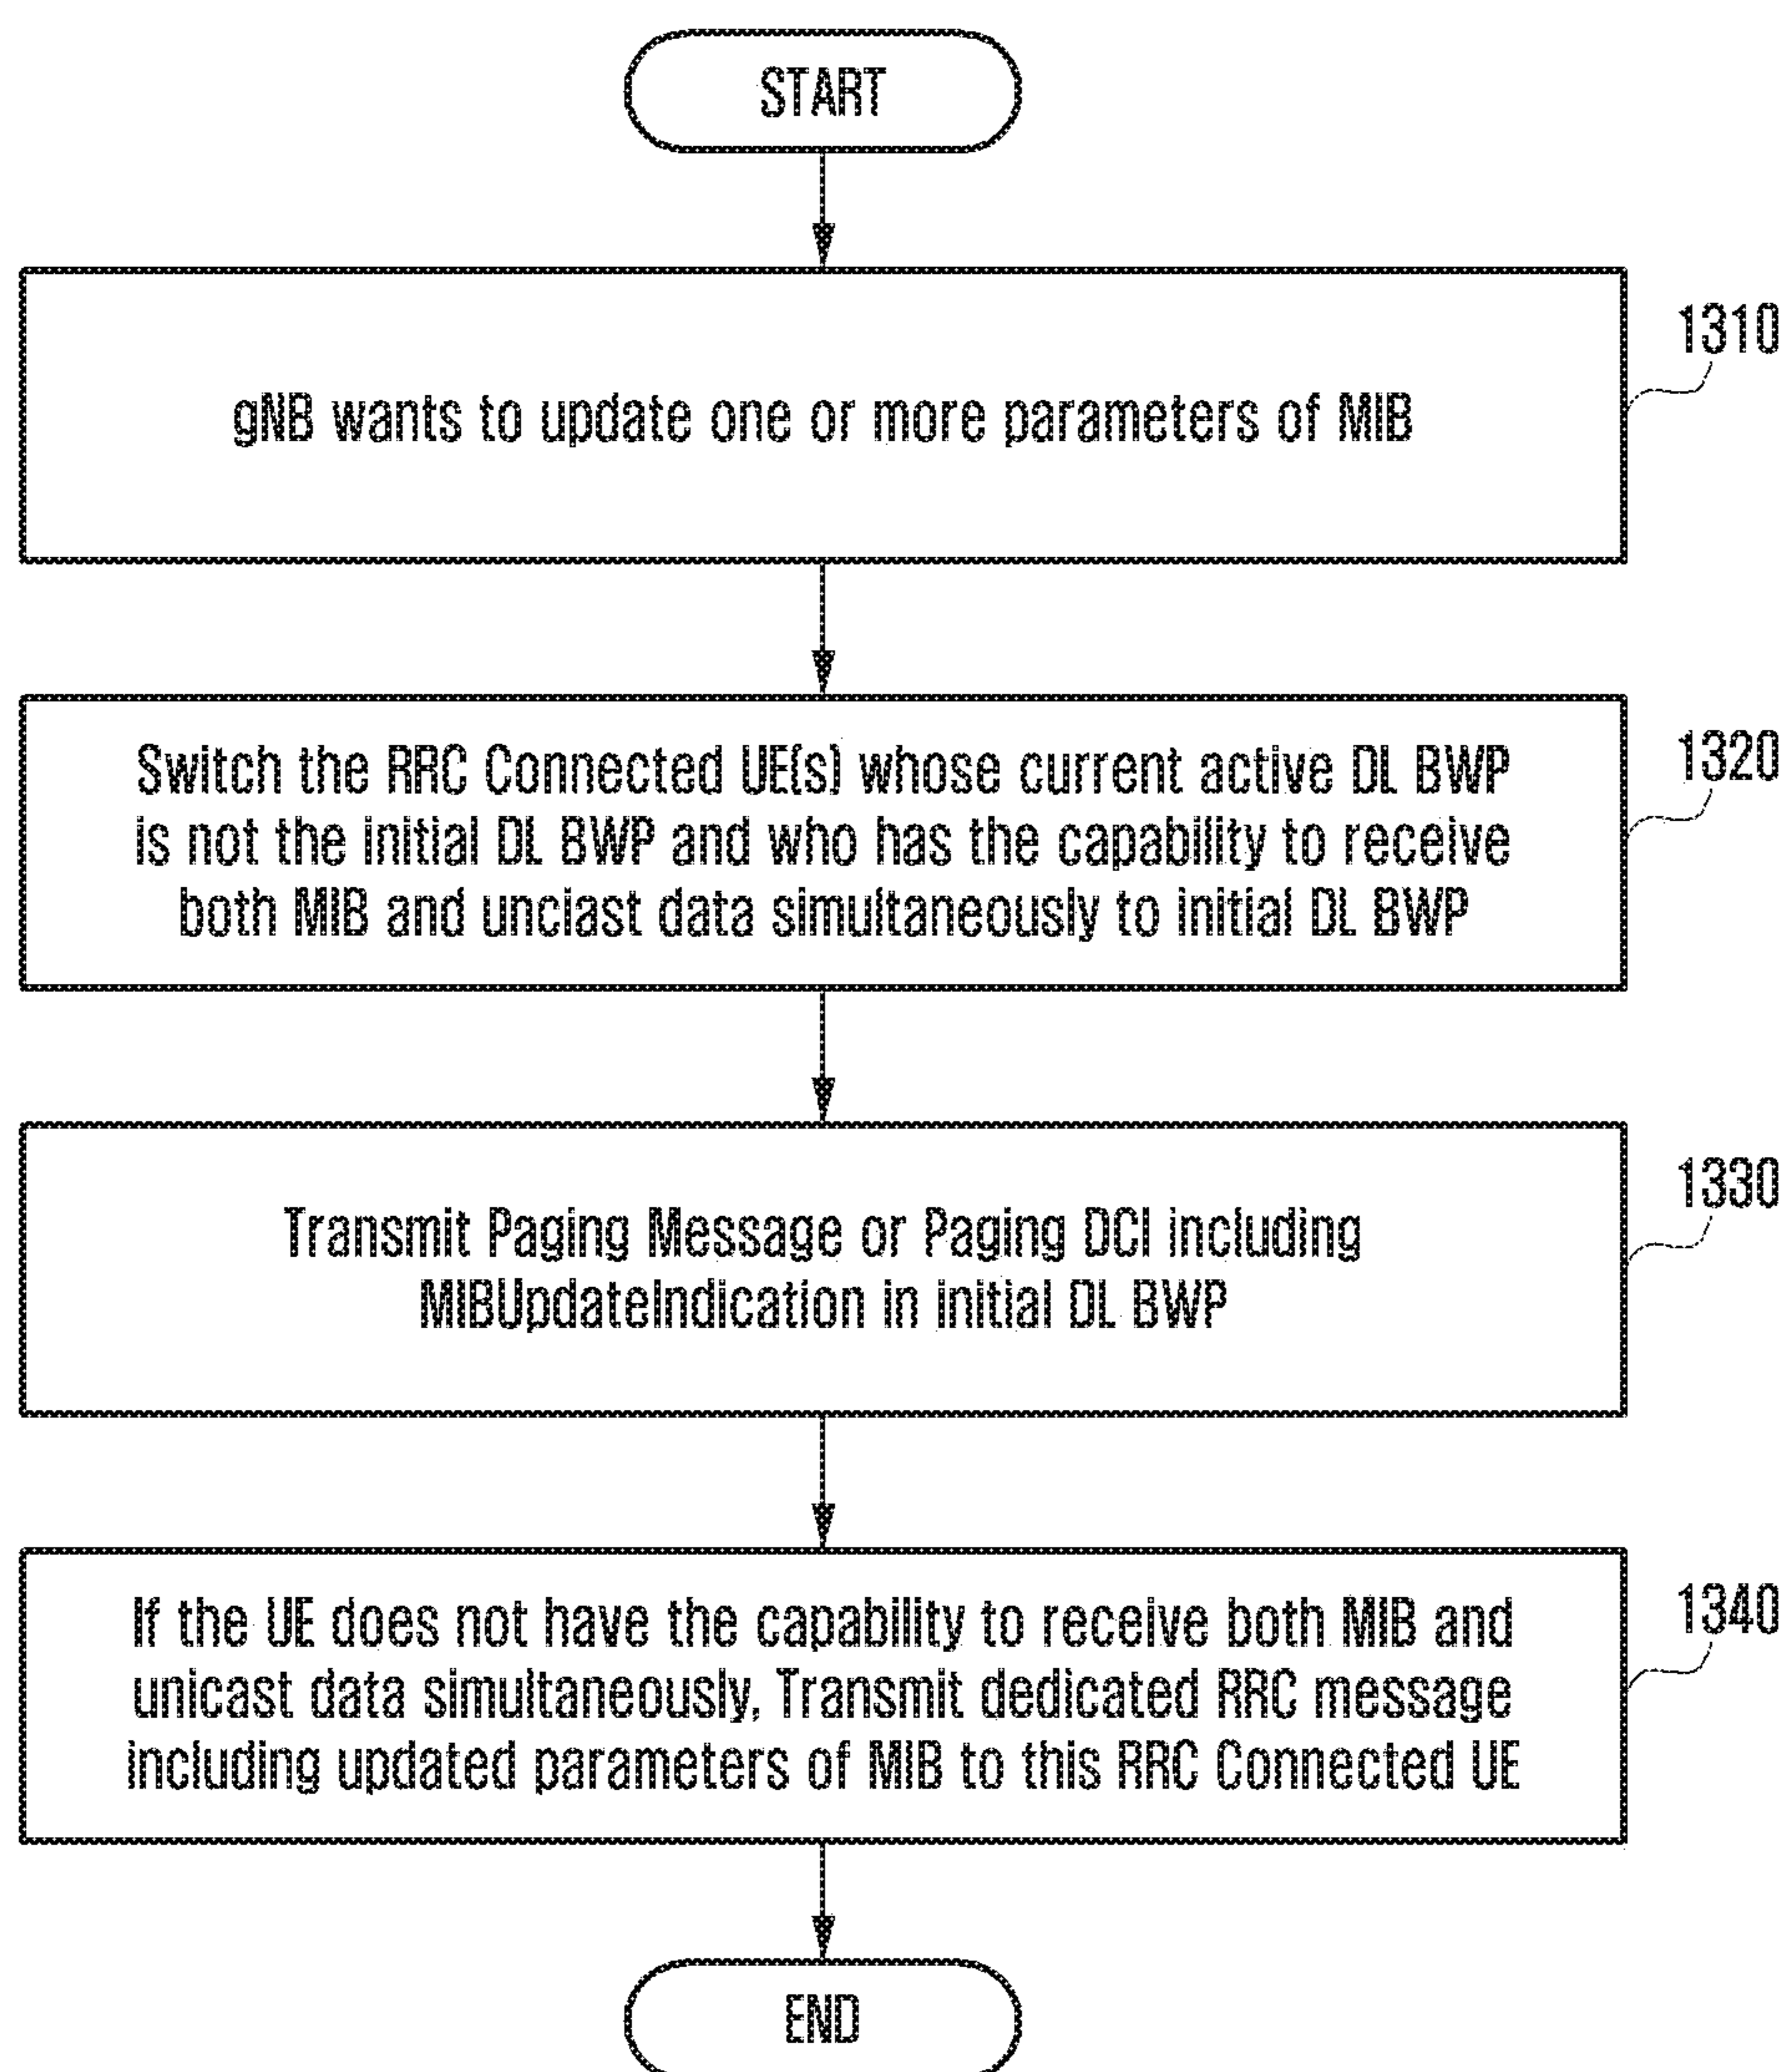 START
1310
gNB wants to update one or more parameters of MIB
1320
Switch the RRC Connected UE(s) whose current active DL BWP
is not the initial DL BWP and who has the capability to receive
both MIB and unciast data simultaneously to initial DL BWP
1330
Transmit Paging Message or Paging DCI including
MIBUpdateIndication in initial DL BWP
1340
If the UE does not have the capability to receive both MIB and
unicast data simultaneously, Transmit dedicated RRC message
including updated parameters of MIB to this RRC Connected UE
END